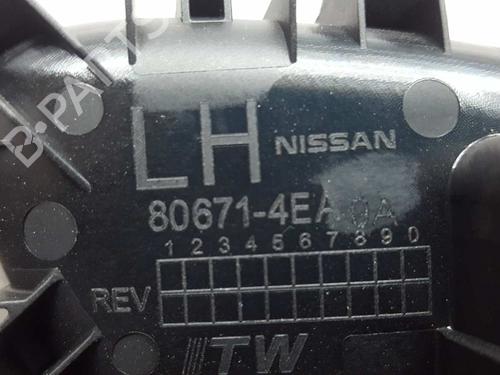 B-PARTS
LH NISSAN
80671-4EA0A
1 2 3 4 5 6 7 8 9 0
REV
TW